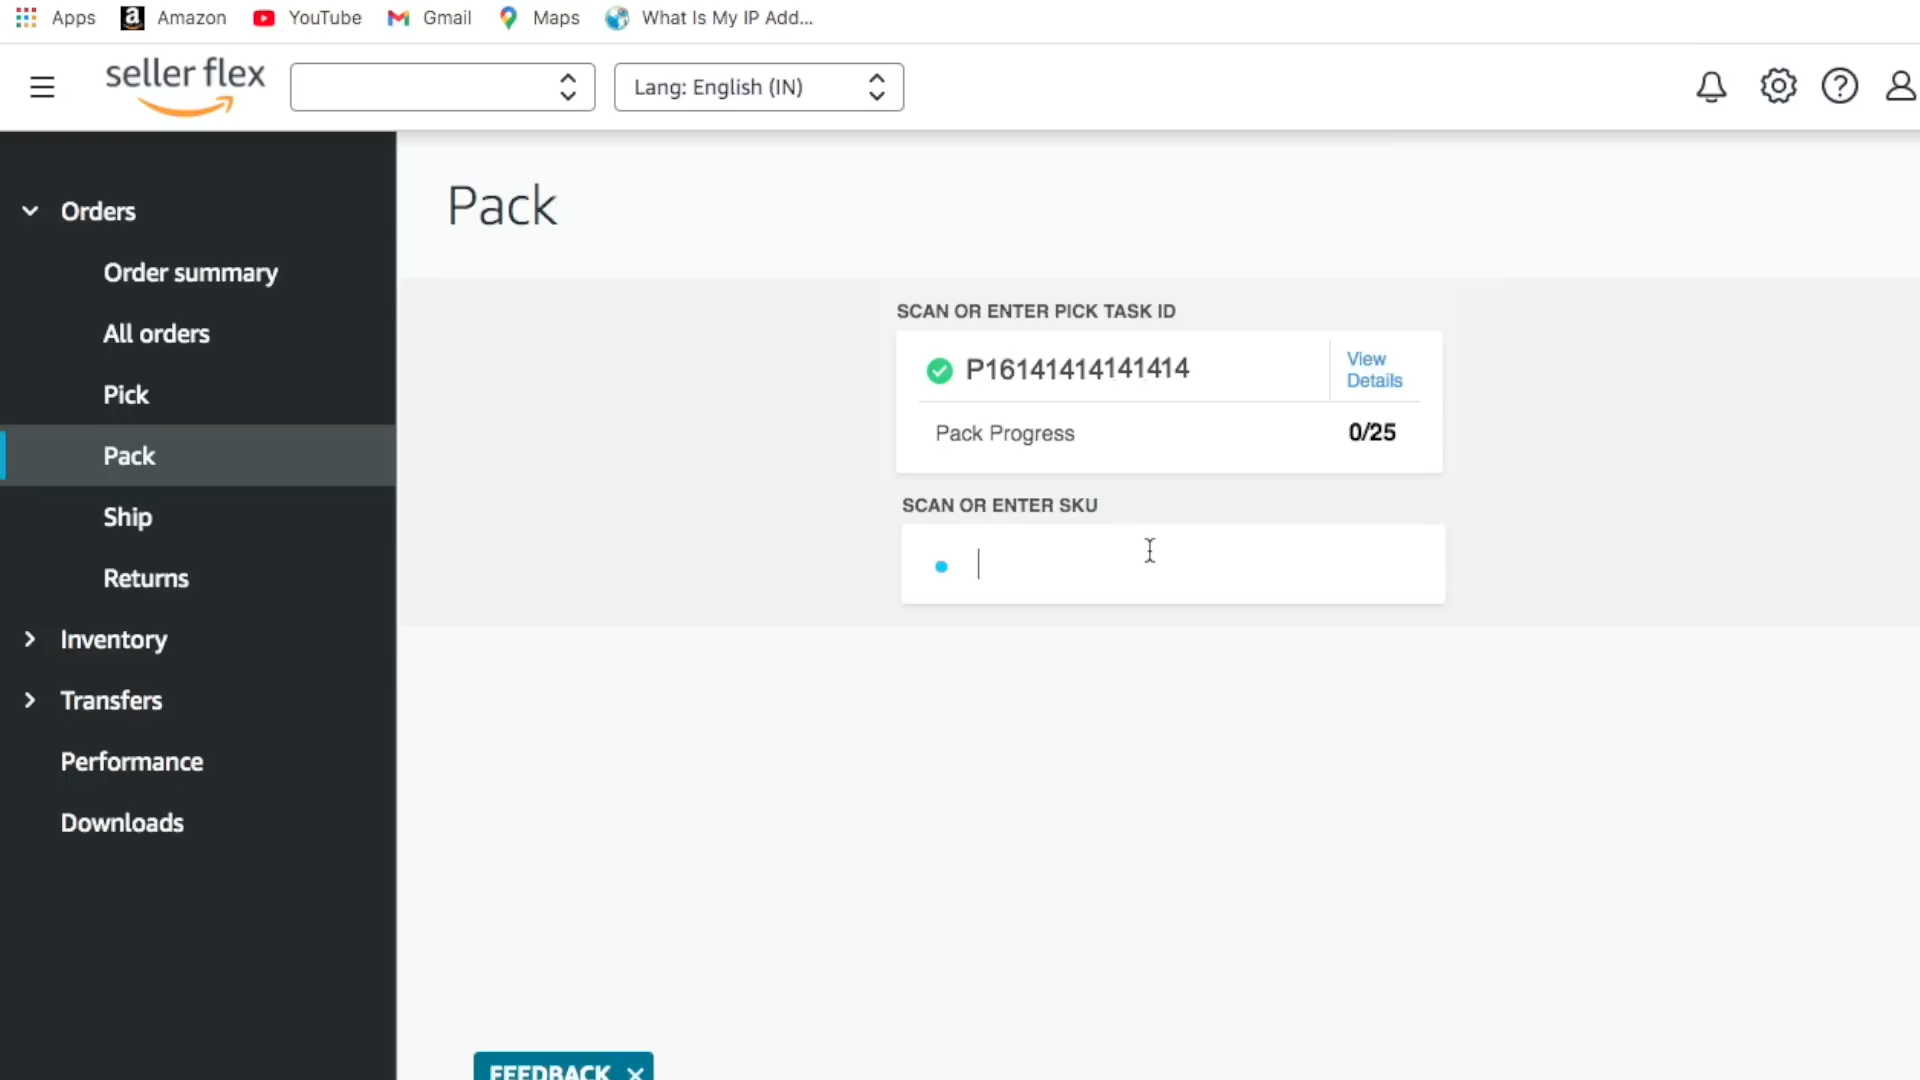 Apps Amazon YouTube Gmail Maps What Is My IP Add...
seller flex Lang: English (IN)
Orders
Order summary
All orders
Pick
Pack
Ship
Returns
Inventory
Transfers
Performance
Downloads
Pack
SCAN OR ENTER PICK TASK ID
P16141414141414
View
Details
Pack Progress 0/25
SCAN OR ENTER SKU
FEEDBACK